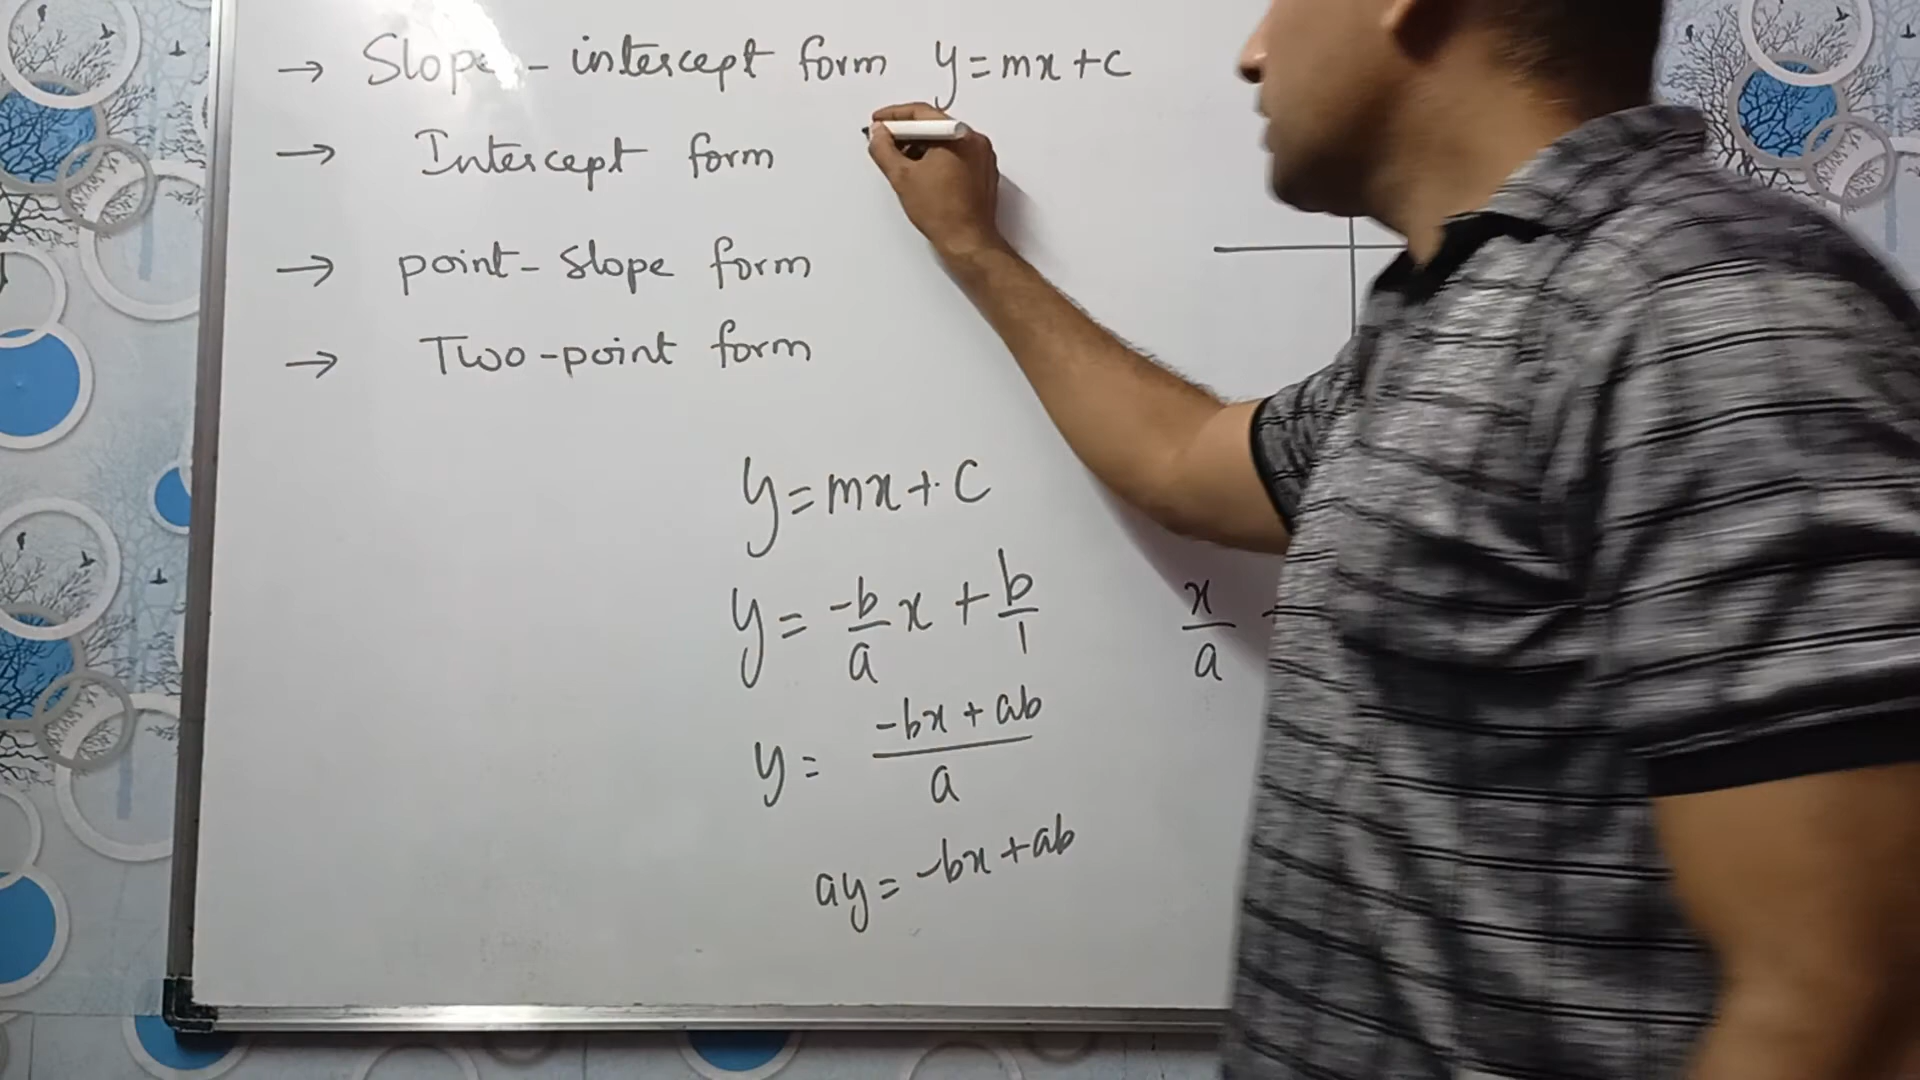 → Slope - intercept form y = mx + c
→ Intercept form
→ point - slope form
→ Two - point form
y = mx + c
y = -b/a x + b/1
x/a -
y = -bx + ab / a
ay = -bx + ab